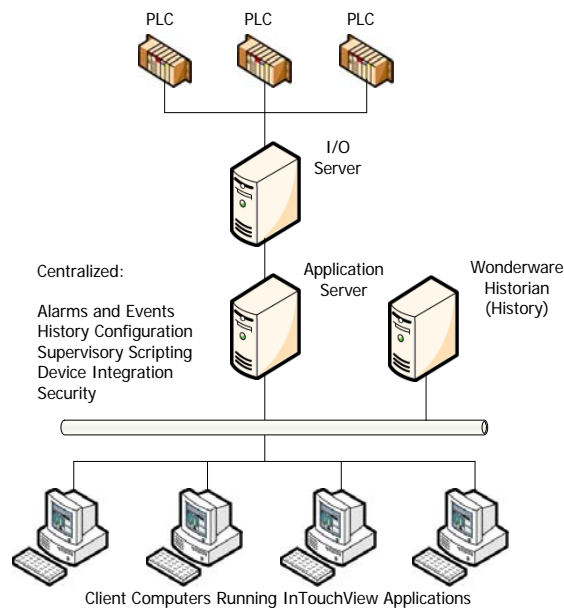 PLC PLC PLC
I/O
Server
Centralized:
Alarms and Events
History Configuration
Supervisory Scripting
Device Integration
Security
Application
Server
Wonderware
Historian
(History)
Client Computers Running InTouchView Applications